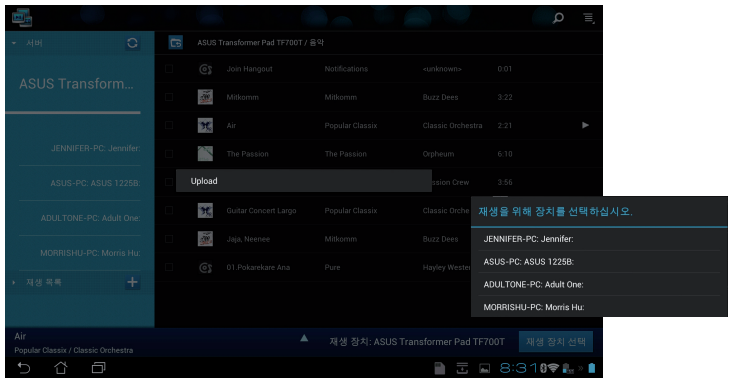 서버
ASUS Transformer Pad TF700T / 음악
ASUS Transform...
Join Hangout Notifications <unknown> 0:01
Mitkomm Mitkomm Buzz Dees 3:22
Air Popular Classix Classic Orchestra 2:21
JENNIFER-PC: Jennifer:
The Passion The Passion Orpheum 6:10
ASUS-PC: ASUS 1225B:
Upload
ssion Crew 3:56
ADULTONE-PC: Adult One:
Guitar Concert Largo Popular Classix Classic Orche
MORRISHU-PC: Morris Hu:
Jaja, Neenee Mitkomm Buzz Dees
재생 목록
01.Pokarekare Ana Pure Hayley Wester
재생을 위해 장치를 선택하십시오.
JENNIFER-PC: Jennifer:
ASUS-PC: ASUS 1225B:
ADULTONE-PC: Adult One:
MORRISHU-PC: Morris Hu:
Air
Popular Classix / Classic Orchestra
재생 장치: ASUS Transformer Pad TF700T
재생 장치 선택
8:31